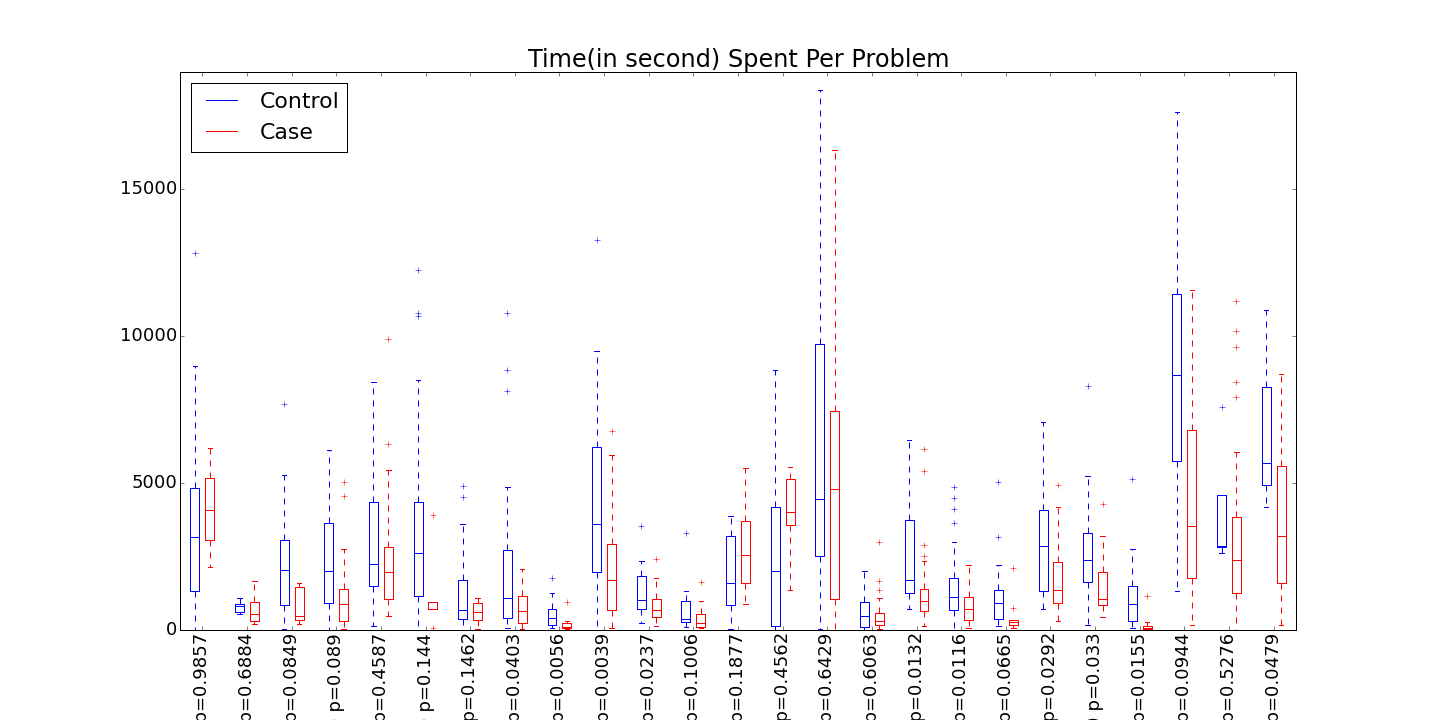 Time(in second) Spent Per Problem
Control
Case
15000
10000
5000
0
p=0.9857
p=0.6884
p=0.0849
p=0.089
p=0.4587
p=0.144
p=0.1462
p=0.0403
p=0.0056
p=0.0039
p=0.0237
p=0.1006
p=0.1877
p=0.4562
p=0.6429
p=0.6063
p=0.0132
p=0.0116
p=0.0665
p=0.0292
) p=0.033
p=0.0155
p=0.0944
p=0.5276
p=0.0479